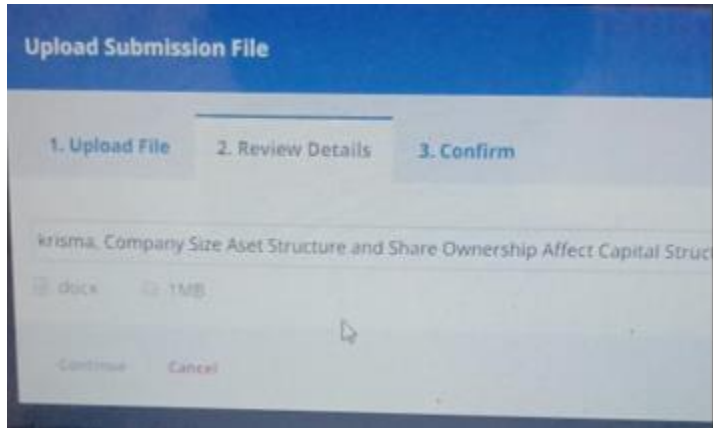 Upload Submission File
1. Upload File 2. Review Details 3. Confirm
krisma, Company Size Aset Structure and Share Ownership Affect Capital Struct
docx 1MB
Continue Cancel